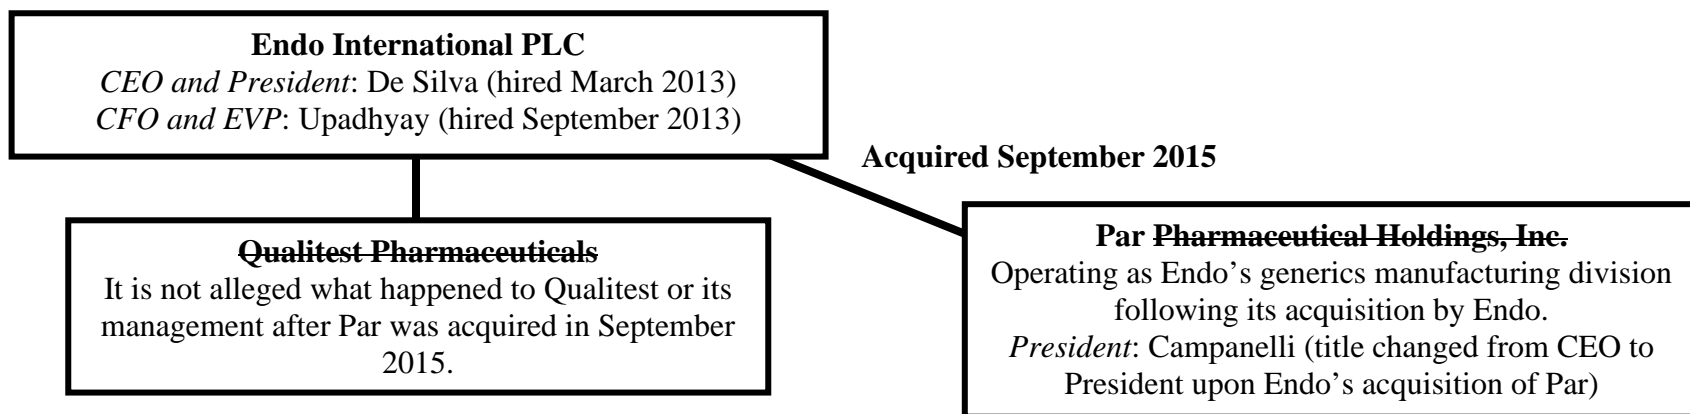 Endo International PLC
CEO and President: De Silva (hired March 2013)
CFO and EVP: Upadhyay (hired September 2013)
Acquired September 2015
Qualitest Pharmaceuticals
It is not alleged what happened to Qualitest or its
management after Par was acquired in September
2015.
Par Pharmaceutical Holdings, Inc.
Operating as Endo’s generics manufacturing division
following its acquisition by Endo.
President: Campanelli (title changed from CEO to
President upon Endo’s acquisition of Par)